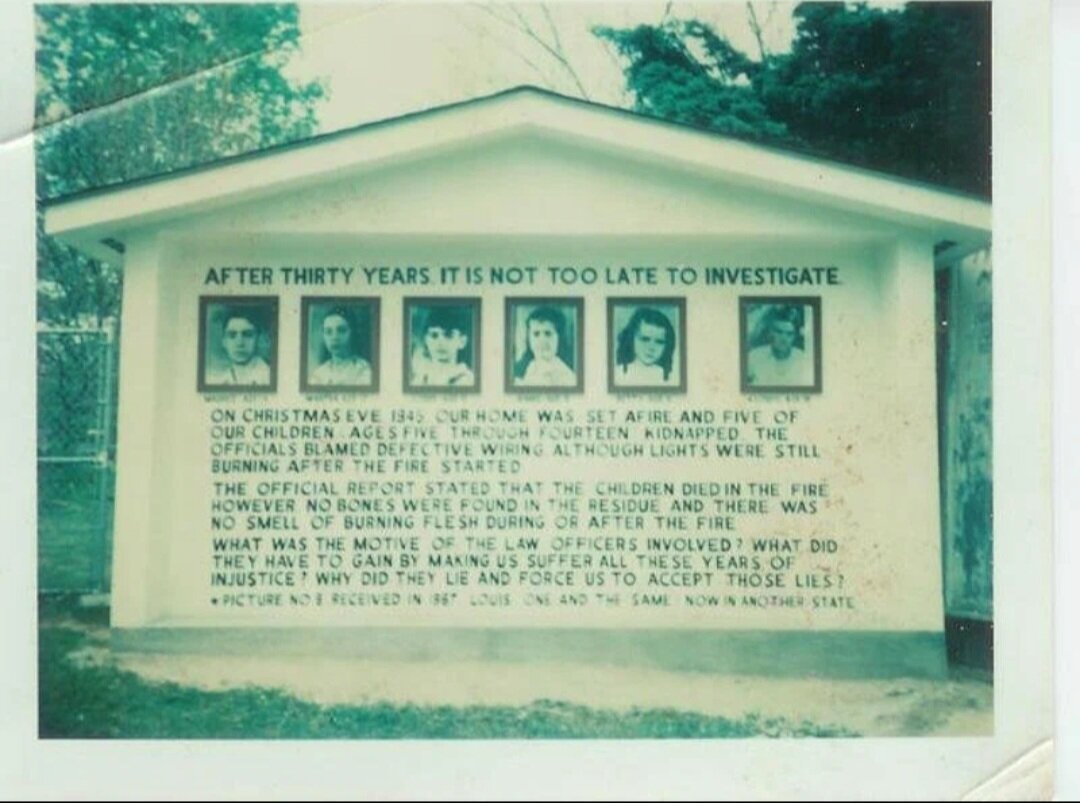 AFTER THIRTY YEARS. IT IS NOT TOO LATE TO INVESTIGATE.
ON CHRISTMAS EVE 1945 OUR HOME WAS SET AFIRE AND FIVE OF
OUR CHILDREN, AGES FIVE THROUGH FOURTEEN KIDNAPPED. THE
OFFICIALS BLAMED DEFECTIVE WIRING, ALTHOUGH LIGHTS WERE STILL
BURNING AFTER THE FIRE STARTED
THE OFFICIAL REPORT STATED THAT THE CHILDREN DIED IN THE FIRE
HOWEVER NO BONES WERE FOUND IN THE RESIDUE AND THERE WAS
NO SMELL OF BURNING FLESH DURING OR AFTER THE FIRE
WHAT WAS THE MOTIVE OF THE LAW OFFICERS INVOLVED? WHAT DID
THEY HAVE TO GAIN BY MAKING US SUFFER ALL THESE YEARS OF
INJUSTICE? WHY DID THEY LIE AND FORCE US TO ACCEPT THOSE LIES?
PICTURE NO RECEIVED IN 1967 LOUIS ONE AND THE SAME NOW IN ANOTHER STATE